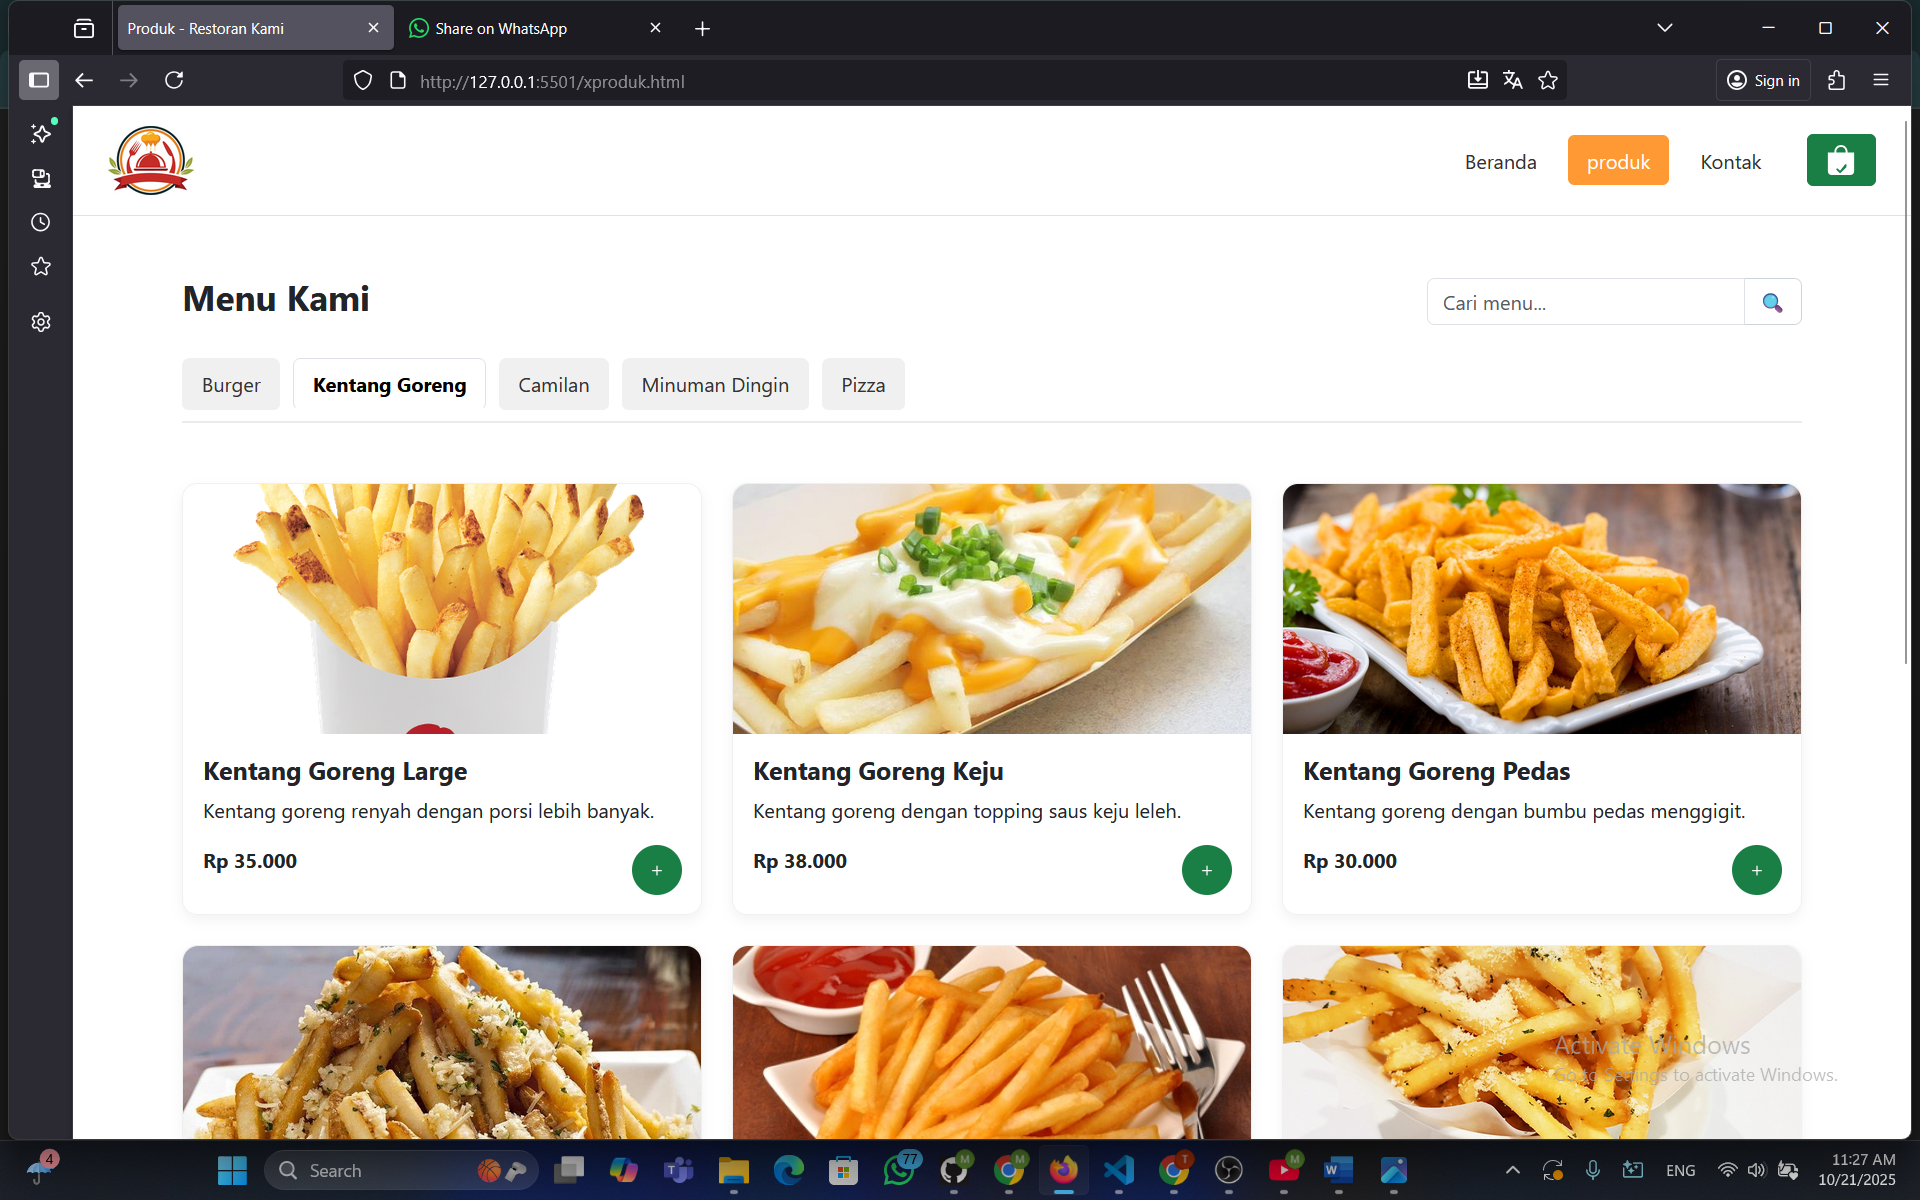 Produk - Restoran Kami
Share on WhatsApp
http://127.0.0.1:5501/xproduk.html
Sign in
Beranda
produk
Kontak
Menu Kami
Cari menu...
Burger
Kentang Goreng
Camilan
Minuman Dingin
Pizza
Kentang Goreng Large
Kentang goreng renyah dengan porsi lebih banyak.
Rp 35.000
+
Kentang Goreng Keju
Kentang goreng dengan topping saus keju leleh.
Rp 38.000
+
Kentang Goreng Pedas
Kentang goreng dengan bumbu pedas menggigit.
Rp 30.000
+
Activate Windows
Go to Settings to activate Windows.
4
Search
77
M
M
T
M
ENG
11:27 AM
10/21/2025